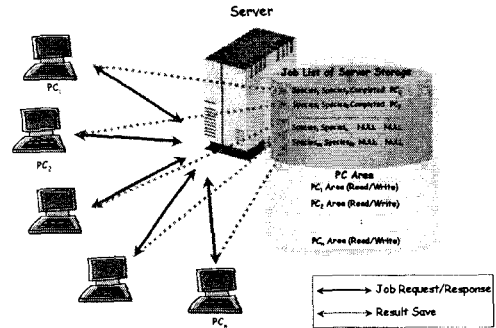 Server
Job List of Server Storage
Species, Species, Completed PC
Species, Species, Completed PC
Species, Species, NULL NULL
Species, Species, NULL NULL
PC Area
PC₁ Area (Read/Write)
PC₂ Area (Read/Write)
:
PCₙ Area (Read/Write)
PC₁
PC₂
PCₙ
Job Request/Response
Result Save